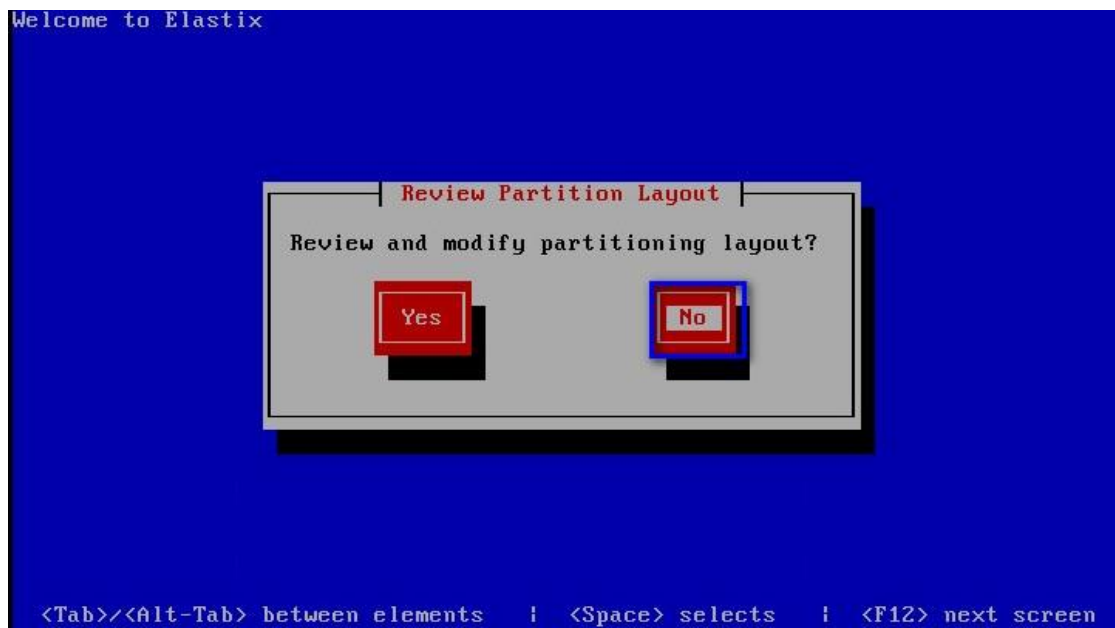 Welcome to Elastix
Review Partition Layout
Review and modify partitioning layout?
Yes No
<Tab>/<Alt-Tab> between elements | <Space> selects | <F12> next screen